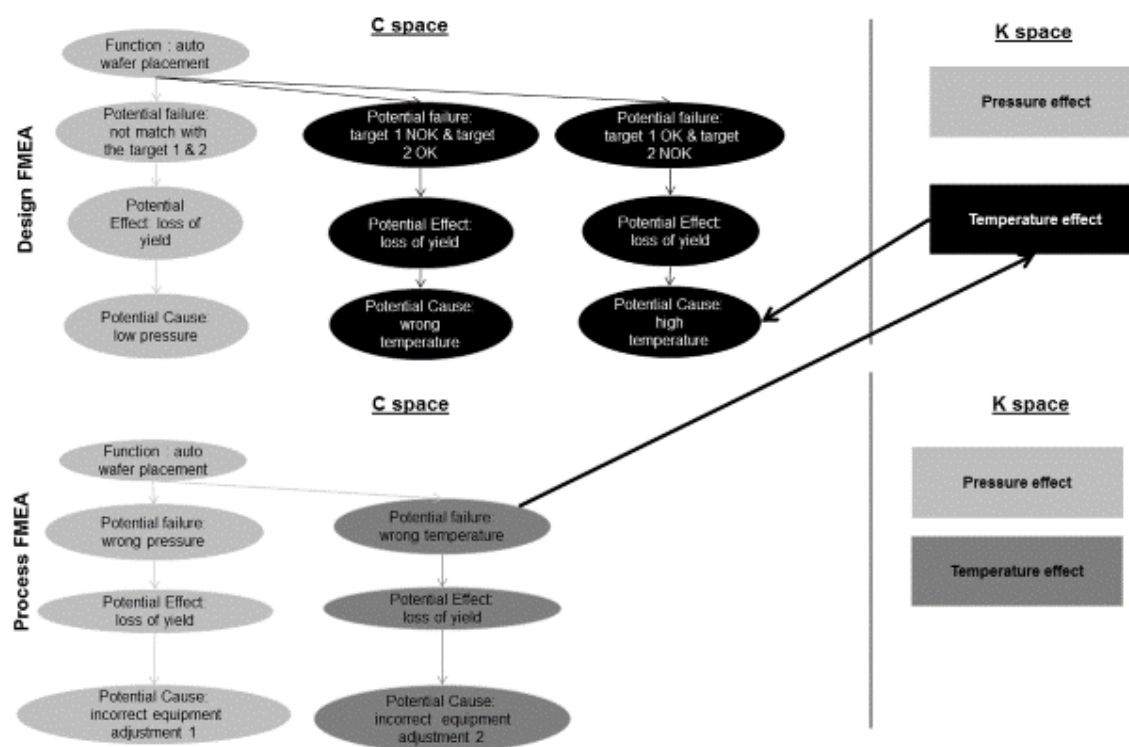 C space
K space
Design FMEA
Function : auto
wafer placement
Potential failure:
not match with
the target 1 & 2
Potential
Effect: loss of
yield
Potential Cause:
low pressure
Potential failure:
target 1 NOK & target
2 OK
Potential Effect:
loss of yield
Potential Cause:
wrong
temperature
Potential failure:
target 1 OK & target
2 NOK
Potential Effect:
loss of yield
Potential Cause:
high
temperature
Pressure effect
Temperature effect
C space
K space
Process FMEA
Function : auto
wafer placement
Potential failure:
wrong pressure
Potential Effect:
loss of yield
Potential Cause:
incorrect equipment
adjustment 1
Potential failure:
wrong temperature
Potential Effect:
loss of yield
Potential Cause:
incorrect equipment
adjustment 2
Pressure effect
Temperature effect